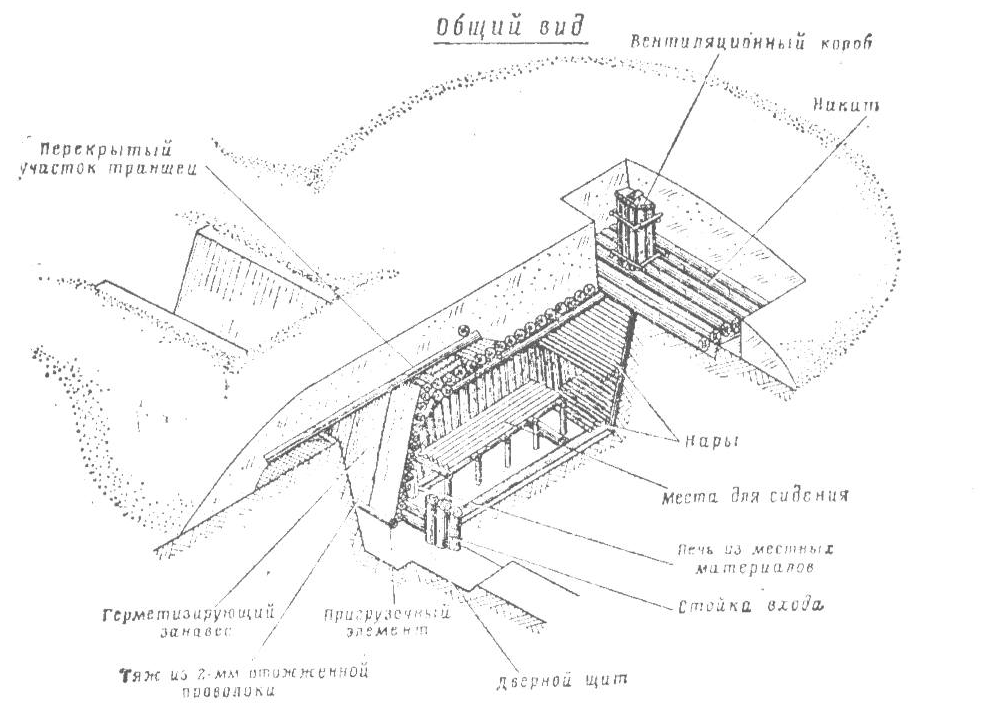 Общий вид
Вентиляционный короб
Накат
Перекрытый
участок траншеи
Нары
Места для сидения
Печь из местных
материалов
Стойка входа
Герметизирующий
занавес
Пригрузочный
элемент
Тяж из 2-мм отожженной
проволоки
Дверной щит